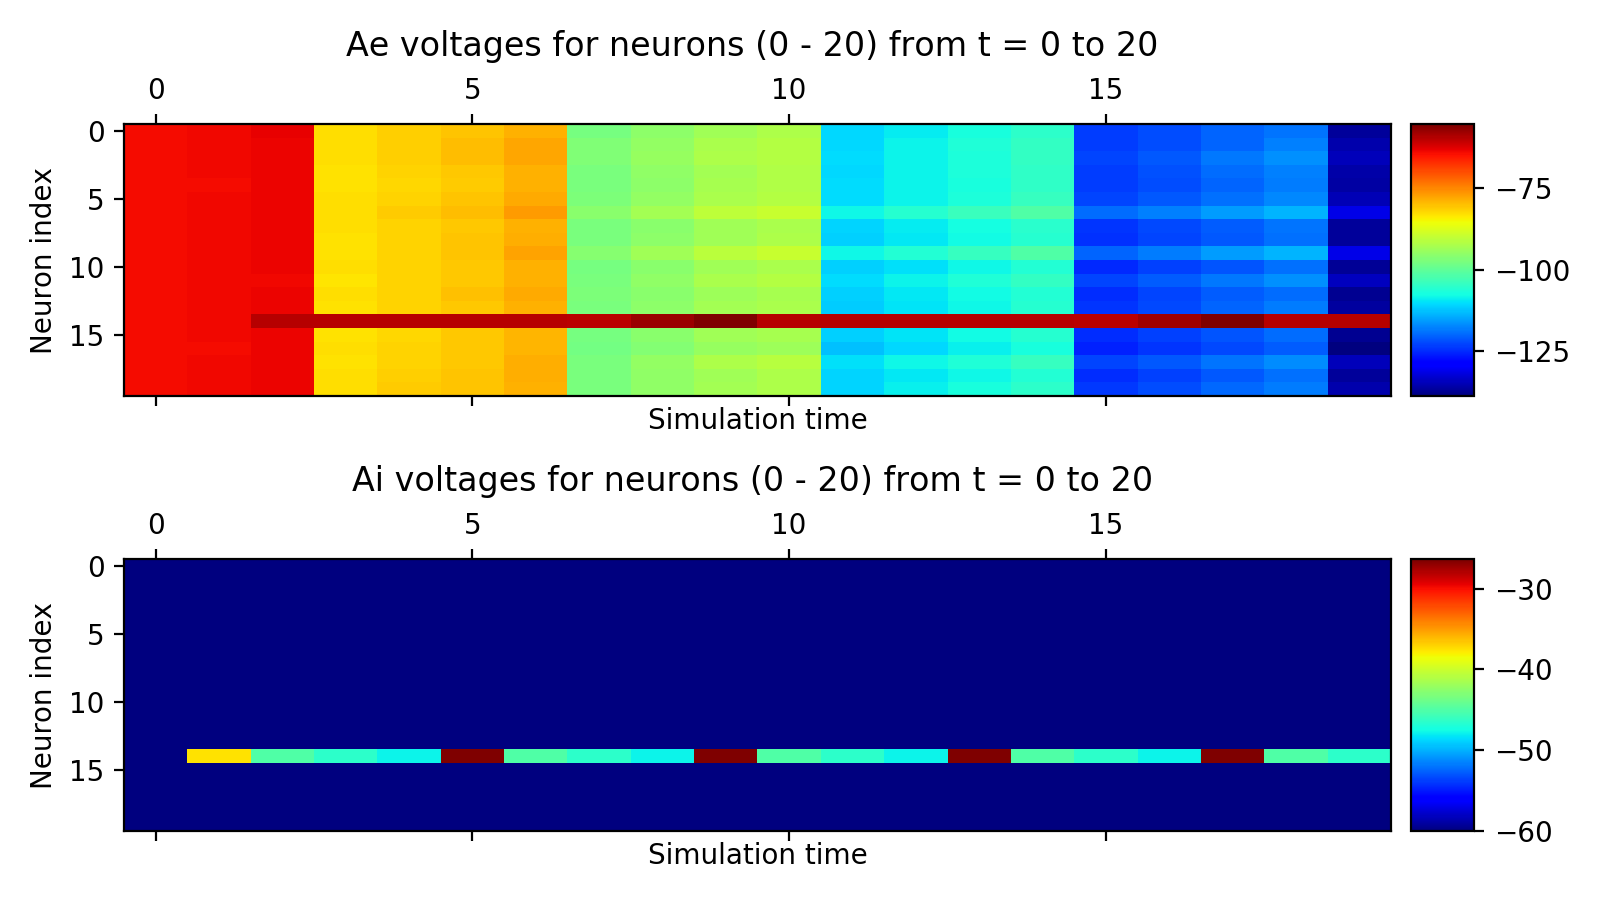 Ae voltages for neurons (0 - 20) from t = 0 to 20
0 5 10 15
Neuron index
0
5
10
15
Simulation time
−75
−100
−125
Ai voltages for neurons (0 - 20) from t = 0 to 20
0 5 10 15
Neuron index
0
5
10
15
Simulation time
−30
−40
−50
−60